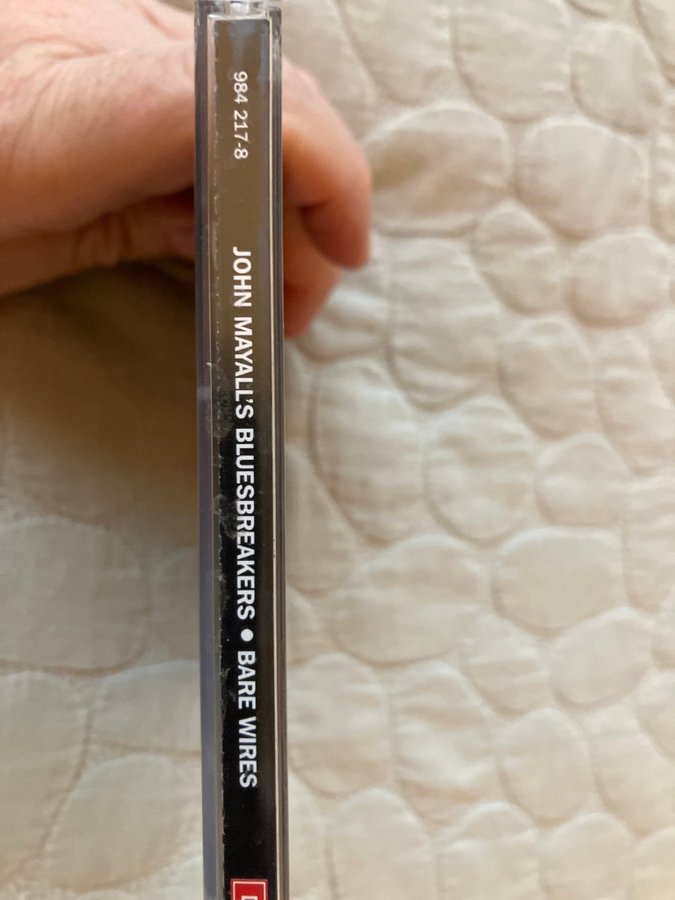 984 217-8
JOHN MAYALL'S BLUESBREAKERS • BARE WIRES